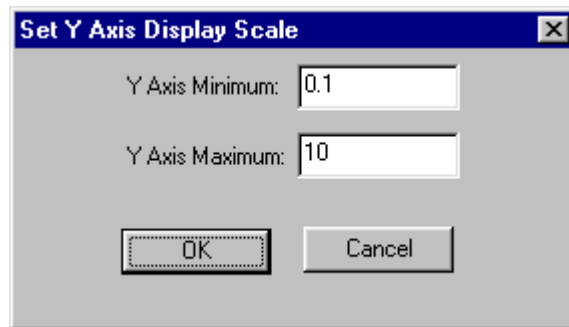 Set Y Axis Display Scale
Y Axis Minimum: 0.1
Y Axis Maximum: 10
OK Cancel